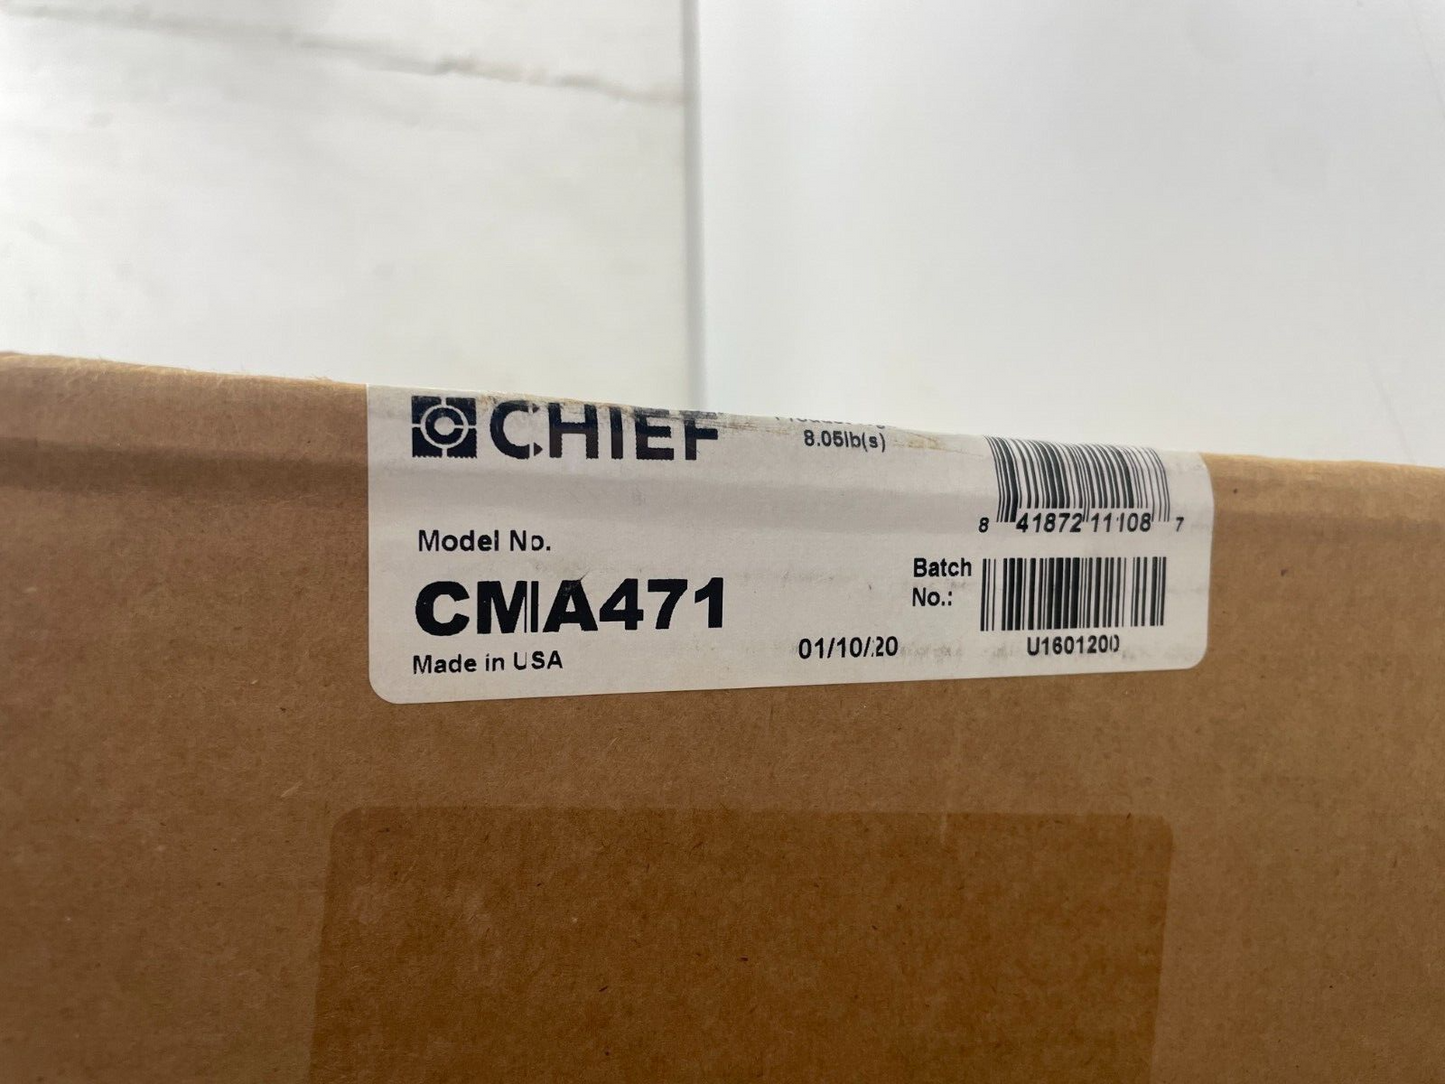 CHIEF
8.05lb(s)
8 41872 11108 7
Model No.
CMA471
Batch
No.:
Made in USA
01/10/20
U1601200